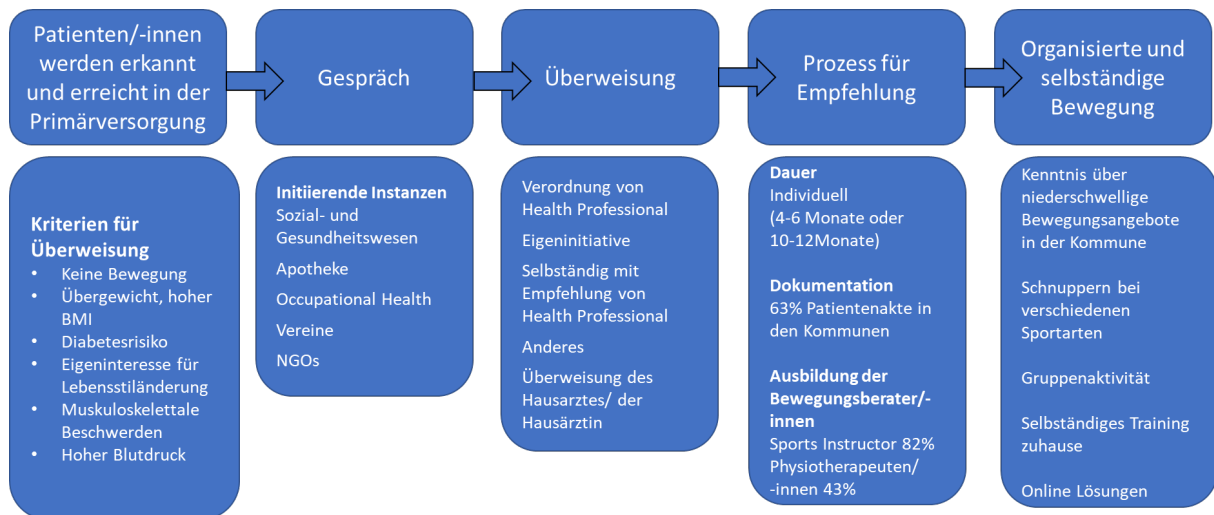 Patienten/-innen
werden erkannt
und erreicht in der
Primärversorgung
Gespräch
Überweisung
Prozess für
Empfehlung
Organisierte und
selbständige
Bewegung
Kriterien für
Überweisung
• Keine Bewegung
• Übergewicht, hoher
BMI
• Diabetesrisiko
• Eigeninteresse für
Lebensstiländerung
• Muskuloskelettale
Beschwerden
• Hoher Blutdruck
Initiierende Instanzen
Sozial- und
Gesundheitswesen
Apotheke
Occupational Health
Vereine
NGOs
Verordnung von
Health Professional
Eigeninitiative
Selbständig mit
Empfehlung von
Health Professional
Anderes
Überweisung des
Hausarztes/ der
Hausärztin
Dauer
Individuell
(4-6 Monate oder
10-12Monate)
Dokumentation
63% Patientenakte in
den Kommunen
Ausbildung der
Bewegungsberater/-
innen
Sports Instructor 82%
Physiotherapeuten/
-innen 43%
Kenntnis über
niederschwellige
Bewegungsangebote
in der Kommune
Schnuppern bei
verschiedenen
Sportarten
Gruppenaktivität
Selbständiges Training
zuhause
Online Lösungen